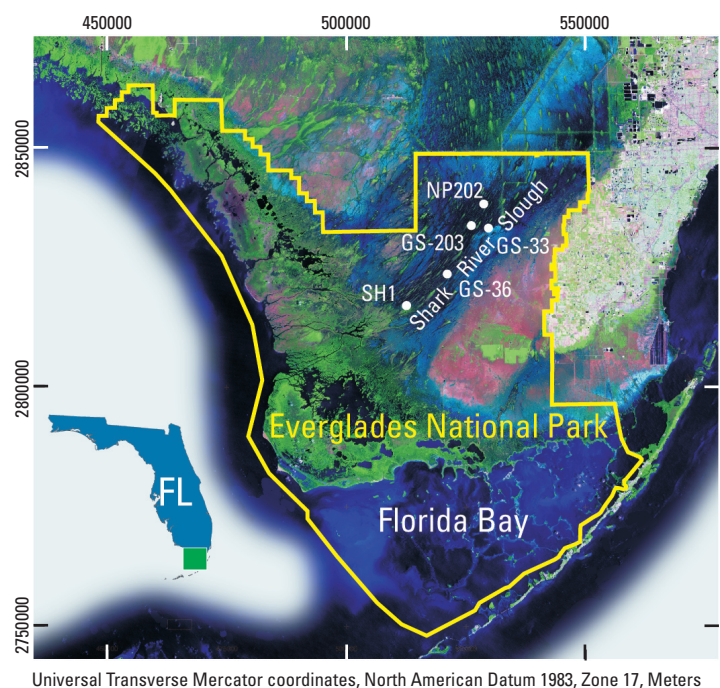 450000
500000
550000
2850000
2800000
2750000
NP202
GS-203
GS-33
GS-36
SH1
Shark River Slough
Everglades National Park
Florida Bay
FL
Universal Transverse Mercator coordinates, North American Datum 1983, Zone 17, Meters